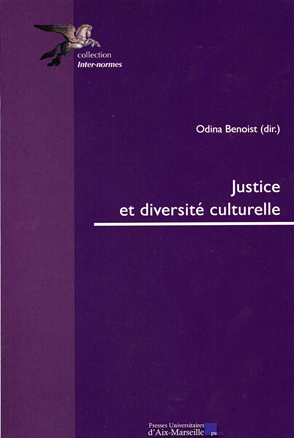 collection
Inter-normes
Odina Benoist (dir.)
Justice
et diversité culturelle
Presses Universitaires
d'Aix-Marseille